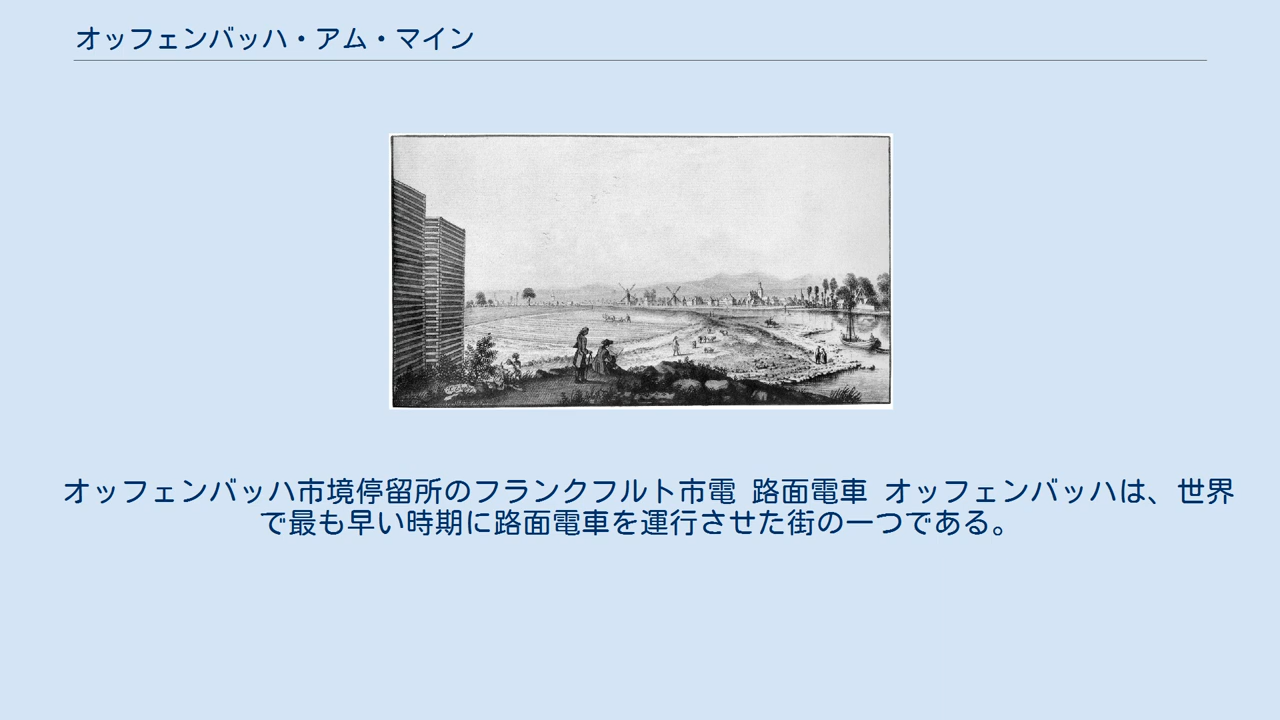 オッフェンバッハ・アム・マイン
オッフェンバッハ市境停留所のフランクフルト市電 路面電車 オッフェンバッハは、世界
で最も早い時期に路面電車を運行させた街の一つである。